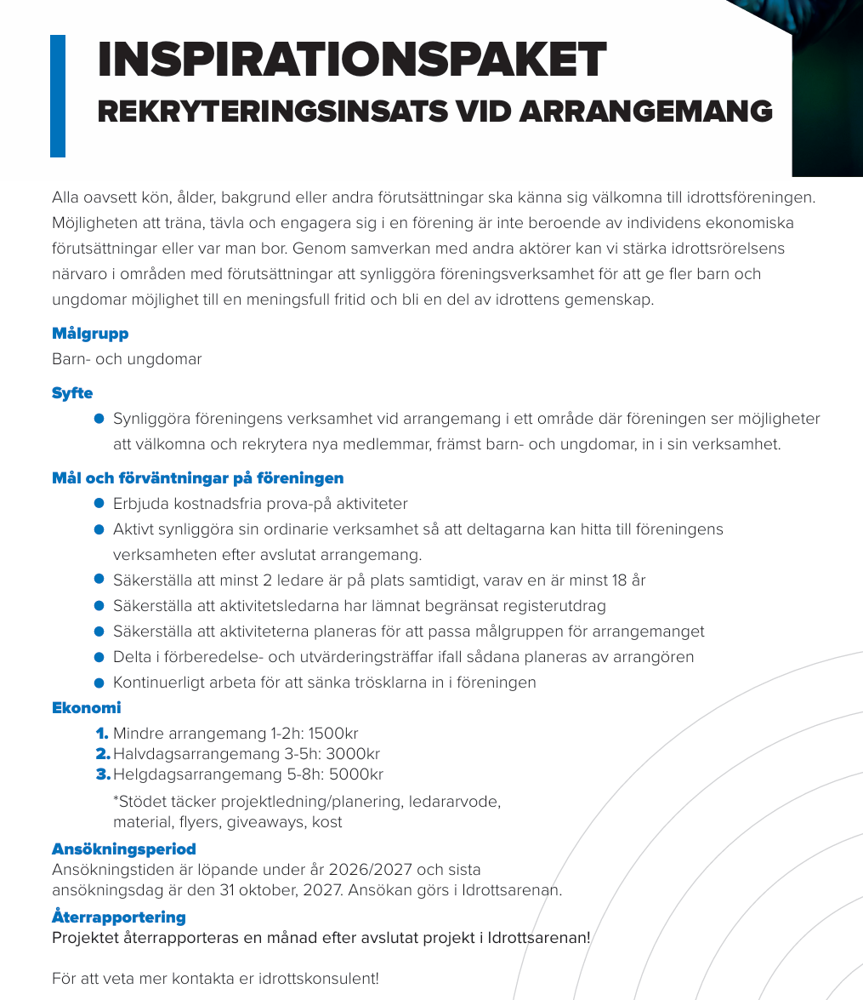 INSPIRATIONSPAKET
REKRYTERINGSINSATS VID ARRANGEMANG
Alla oavsett kön, ålder, bakgrund eller andra förutsättningar ska känna sig välkomna till idrottsföreningen.
Möjligheten att träna, tävla och engagera sig i en förening är inte beroende av individens ekonomiska
förutsättningar eller var man bor. Genom samverkan med andra aktörer kan vi stärka idrottsrörelsens
närvaro i områden med förutsättningar att synliggöra föreningsverksamhet för att ge fler barn och
ungdomar möjlighet till en meningsfull fritid och bli en del av idrottens gemenskap.
Målgrupp
Barn- och ungdomar
Syfte
● Synliggöra föreningens verksamhet vid arrangemang i ett område där föreningen ser möjligheter
att välkomna och rekrytera nya medlemmar, främst barn- och ungdomar, in i sin verksamhet.
Mål och förväntningar på föreningen
● Erbjuda kostnadsfria prova-på aktiviteter
● Aktivt synliggöra sin ordinarie verksamhet så att deltagarna kan hitta till föreningens
verksamheten efter avslutat arrangemang.
● Säkerställa att minst 2 ledare är på plats samtidigt, varav en är minst 18 år
● Säkerställa att aktivitetsledarna har lämnat begränsat registerutdrag
● Säkerställa att aktiviteterna planeras för att passa målgruppen för arrangemanget
● Delta i förberedelse- och utvärderingsträffar ifall sådana planeras av arrangören
● Kontinuerligt arbeta för att sänka trösklarna in i föreningen
Ekonomi
1. Mindre arrangemang 1-2h: 1500kr
2. Halvdagsarrangemang 3-5h: 3000kr
3. Helgdagsarrangemang 5-8h: 5000kr
*Stödet täcker projektledning/planering, ledararvode,
material, flyers, giveaways, kost
Ansökningsperiod
Ansökningstiden är löpande under år 2026/2027 och sista
ansökningsdag är den 31 oktober, 2027. Ansökan görs i Idrottsarenan.
Återrapportering
Projektet återrapporteras en månad efter avslutat projekt i Idrottsarenan!
För att veta mer kontakta er idrottskonsulent!